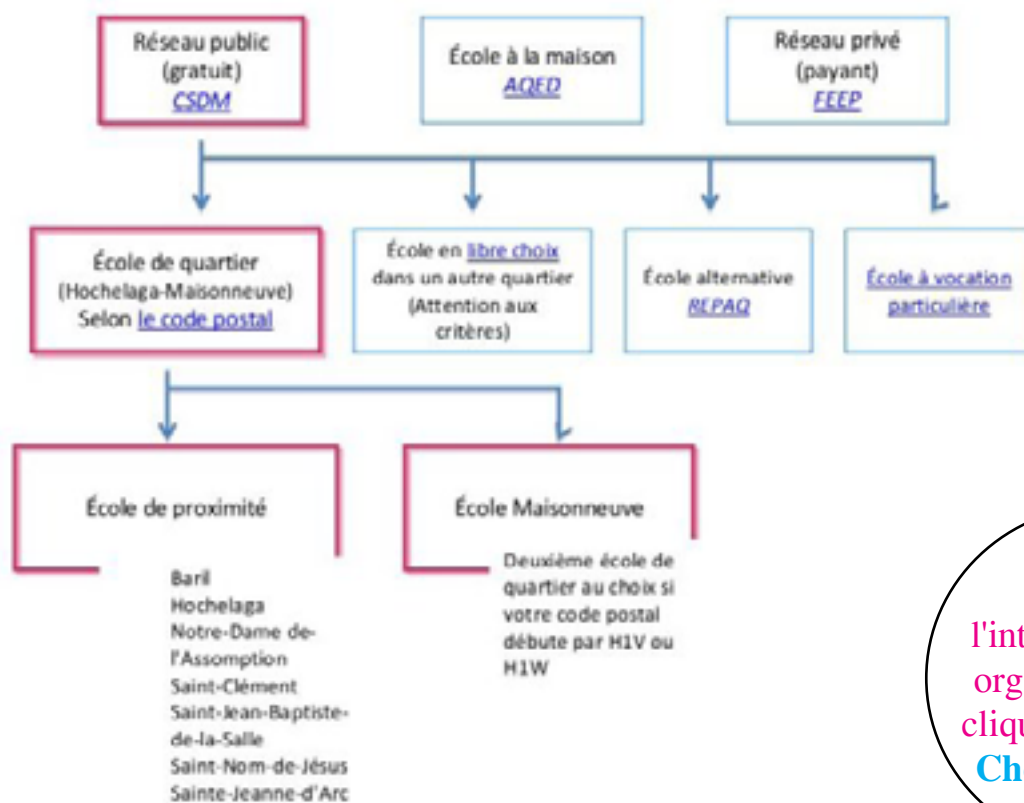 Réseau public
(gratuit)
CSDM
École à la maison
AQED
Réseau privé
(payant)
FEEP
École de quartier
(Hochelaga-Maisonneuve)
Selon le code postal
École en libre choix
dans un autre quartier
(Attention aux
critères)
École alternative
REPAQ
École à vocation
particulière
École de proximité
Baril
Hochelaga
Notre-Dame de-
l'Assomption
Saint-Clément
Saint-Jean-Baptiste-
de-la-Salle
Saint-Nom-de-Jésus
Sainte-Jeanne-d'Arc
École Maisonneuve
Deuxième école de
quartier au choix si
votre code postal
débute par H1V ou
H1W